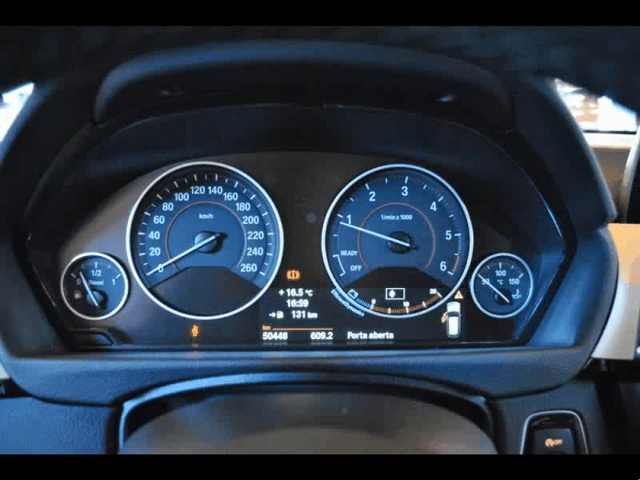 20
40
60
80
100
120
140
160
180
200
220
240
260
km/h
1
2
3
4
5
6
1/min x 1000
READY
OFF
0
1/2
1
Diesel
50
100
150
°C
+16.5 °C
16:59
131 km
km
50448 609.2
Porta aberta